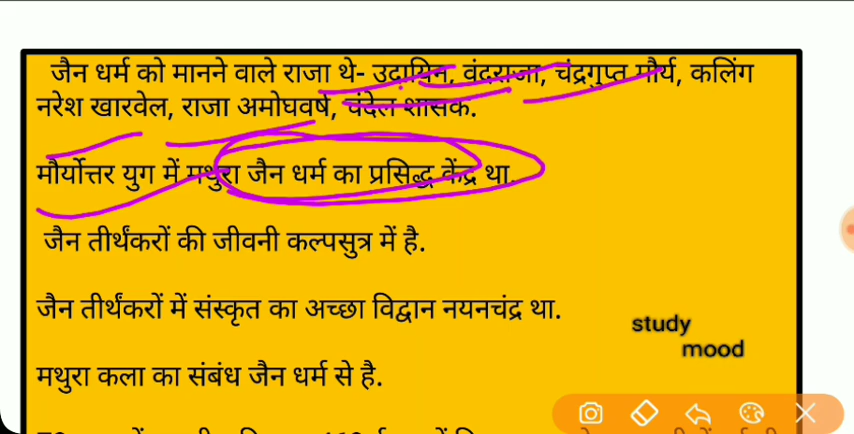 जैन धर्म को मानने वाले राजा थे- उदायिन, वंदराजा, चंद्रगुप्त मौर्य, कलिंग
नरेश खारवेल, राजा अमोघवर्ष, चंदेल शासक.
मौर्योत्तर युग में मथुरा जैन धर्म का प्रसिद्ध केंद्र था.
जैन तीर्थंकरों की जीवनी कल्पसुत्र में है.
जैन तीर्थंकरों में संस्कृत का अच्छा विद्वान नयनचंद्र था.
study
mood
मथुरा कला का संबंध जैन धर्म से है.